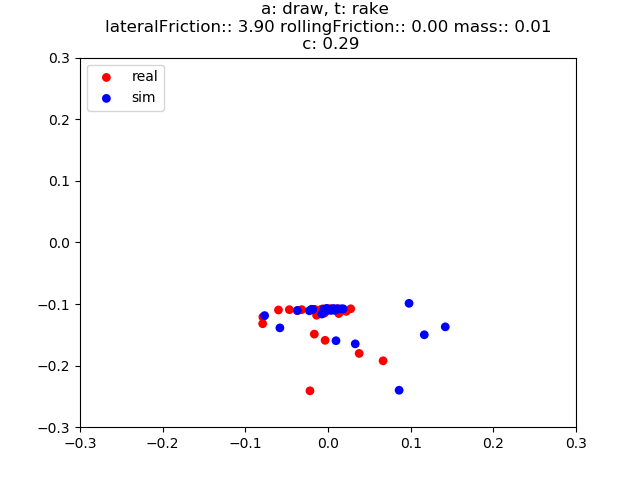 a: draw, t: rake
lateralFriction:: 3.90 rollingFriction:: 0.00 mass:: 0.01
c: 0.29
real
sim
0.3
0.2
0.1
0.0
−0.1
−0.2
−0.3
−0.3 −0.2 −0.1 0.0 0.1 0.2 0.3